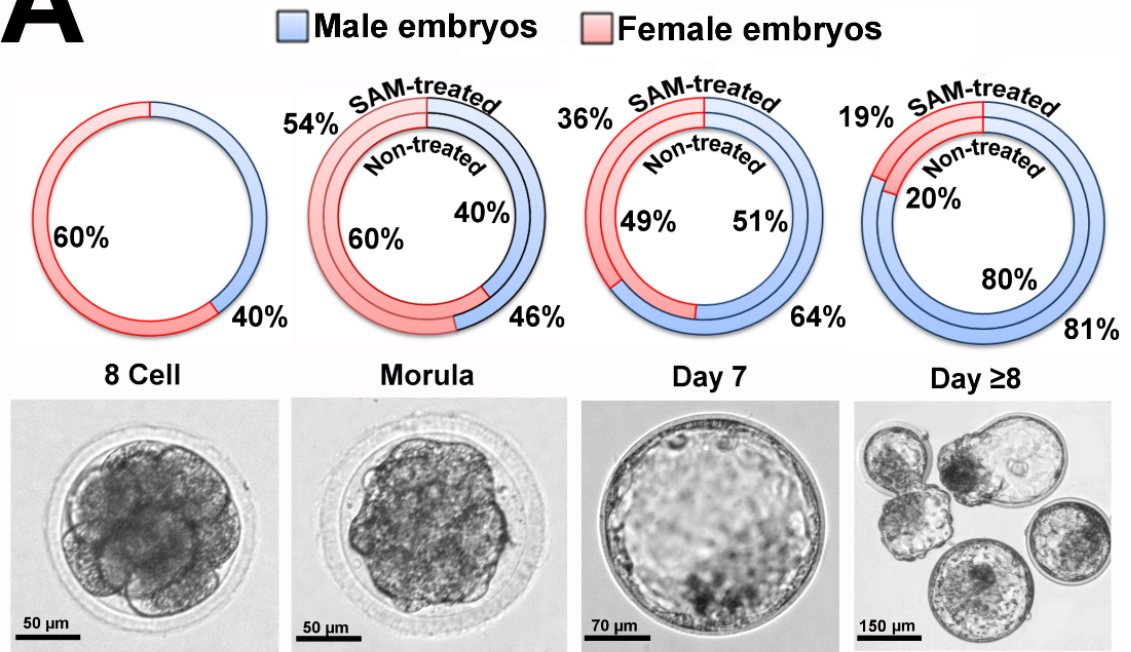 A
Male embryos
Female embryos
60%
40%
SAM-treated
Non-treated
54%
40%
60%
46%
SAM-treated
Non-treated
36%
49%
51%
64%
SAM-treated
Non-treated
19%
20%
80%
81%
8 Cell
Morula
Day 7
Day ≥8
50 µm
50 µm
70 µm
150 µm